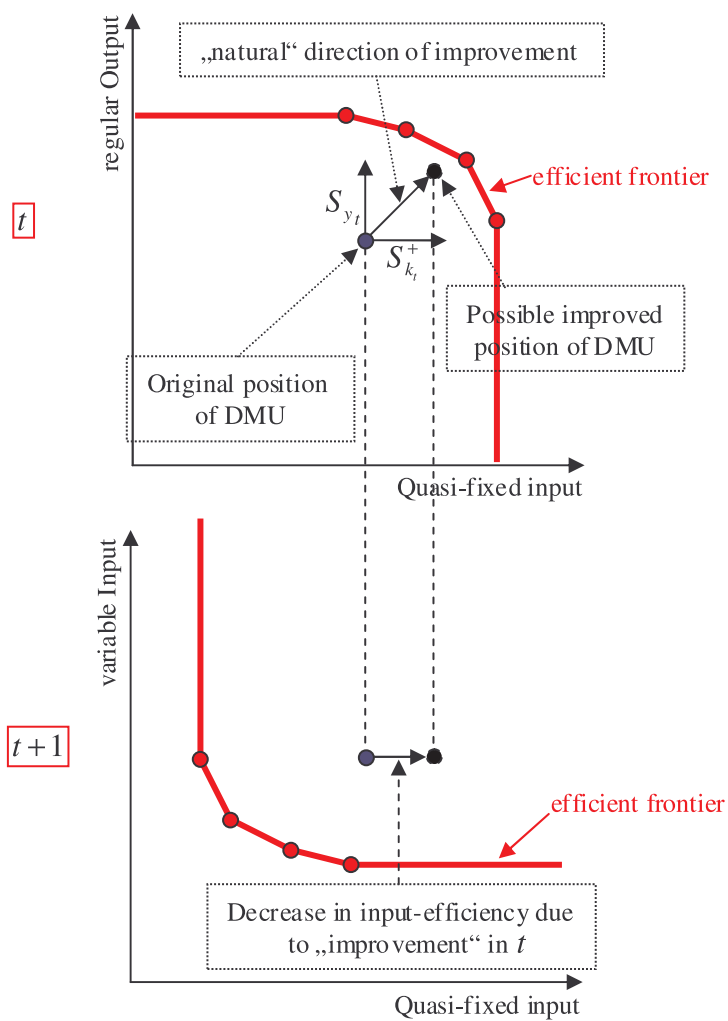 „natural“ direction of improvement
regular Output
efficient frontier
t
S_{y_t}
S^+_{k_t}
Possible improved
position of DMU
Original position
of DMU
Quasi-fixed input
variable Input
t + 1
efficient frontier
Decrease in input-efficiency due
to „improvement“ in t
Quasi-fixed input